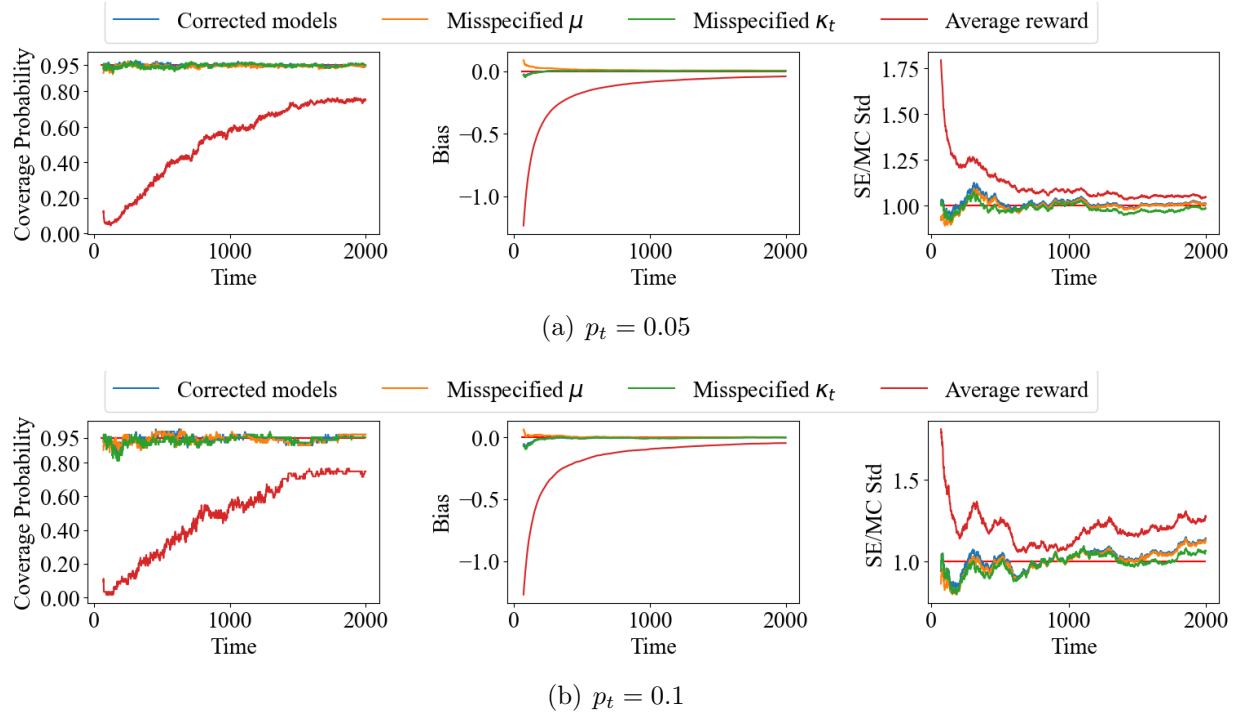 Corrected models Misspecified μ Misspecified κ_t Average reward
Coverage Probability
0.95
0.80
0.60
0.40
0.20
0.00
0 1000 2000
Time
Bias
0.0
−0.5
−1.0
0 1000 2000
Time
SE/MC Std
1.75
1.50
1.25
1.00
0 1000 2000
Time
(a) p_t = 0.05
Corrected models Misspecified μ Misspecified κ_t Average reward
Coverage Probability
0.95
0.80
0.60
0.40
0.20
0.00
0 1000 2000
Time
Bias
0.0
−0.5
−1.0
0 1000 2000
Time
SE/MC Std
1.5
1.0
0 1000 2000
Time
(b) p_t = 0.1